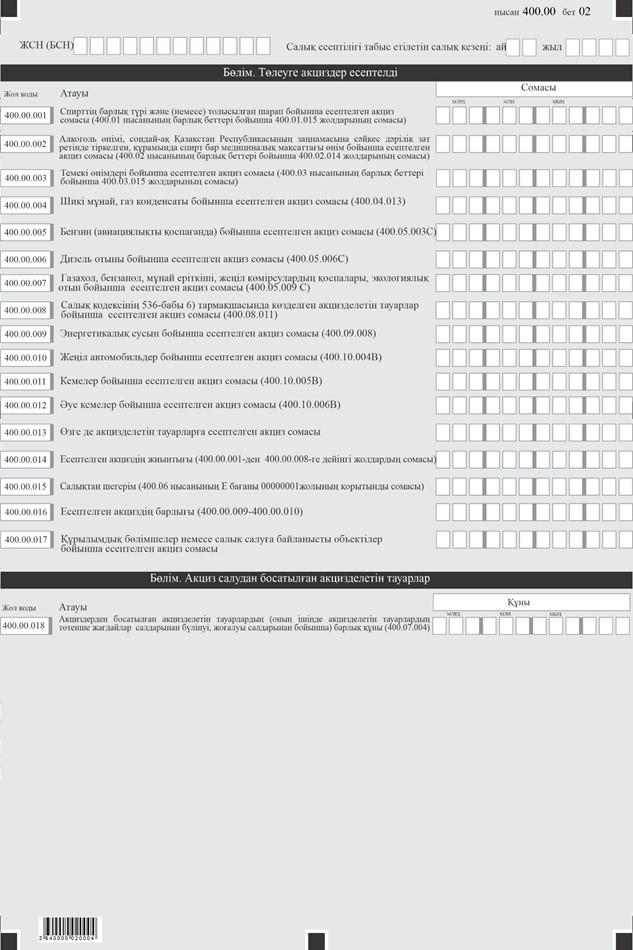 нысан 400.00 бет 02
ЖСН (БСН) Салық есептілігі табыс етілетін салық кезеңі: ай жыл
Бөлім. Төлеуге акциздер есептелді
Жол коды Атауы Сомасы
млрд млн мың
400.00.001 Спирттің барлық түрі және (немесе) толысылған шарап бойынша есептелген акциз
сомасы (400.01 нысанының барлық беттері бойынша 400.01.015 жолдарының сомасы)
400.00.002 Алкоголь өнімі, сондай-ақ Қазақстан Республикасының заңнамасына сәйкес дәрілік зат
ретінде тіркелген, құрамында спирт бар медициналық мақсаттағы өнім бойынша есептелген
акциз сомасы (400.02 нысанының барлық беттері бойынша 400.02.014 жолдарының сомасы)
400.00.003 Темекі өнімдері бойынша есептелген акциз сомасы (400.03 нысанының барлық беттері
бойынша 400.03.015 жолдарының сомасы)
400.00.004 Шикі мұнай, газ конденсаты бойынша есептелген акциз сомасы (400.04.013)
400.00.005 Бензин (авиациялықты қоспағанда) бойынша есептелген акциз сомасы (400.05.003С)
400.00.006 Дизель отыны бойынша есептелген акциз сомасы (400.05.006С)
400.00.007 Газахол, бензанол, мұнай еріткіші, жеңіл көміреулардың қоспалары, экологиялық
отын бойынша есептелген акциз сомасы (400.05.009 С)
400.00.008 Салық кодексінің 536-бабы 6) тармақшасында көзделген акцизделетін тауарлар
бойынша есептелген акциз сомасы (400.08.011)
400.00.009 Энергетикалық сусын бойынша есептелген акциз сомасы (400.09.008)
400.00.010 Жеңіл автомобильдер бойынша есептелген акциз сомасы (400.10.004В)
400.00.011 Кемелер бойынша есептелген акциз сомасы (400.10.005В)
400.00.012 Әуе кемелер бойынша есептелген акциз сомасы (400.10.006В)
400.00.013 Өзге де акцизделетін тауарларға есептелген акциз сомасы
400.00.014 Есептелген акциздің жиынтығы (400.00.001-ден 400.00.008-ге дейінгі жолдардың сомасы)
400.00.015 Салықтан шегерім (400.06 нысанының Е бағаны 00000001жолының қорытынды сомасы)
400.00.016 Есептелген акциздің барлығы (400.00.009-400.00.010)
400.00.017 Құрылымдық бөлімшелер немесе салық салуға байланысты объектілер
бойынша есептелген акциз сомасы
Бөлім. Акциз салудан босатылған акцизделетін тауарлар
Жол коды Атауы Құны
млрд млн мың
400.00.018 Акциздерден босатылған акцизделетін тауарлардың (оның ішінде акцизделетін тауарлардың
төтенше жағдайлар салдарынан бүлінуі, жоғалуы салдарынан бойынша) барлық құны (400.07.004)
2640000020004